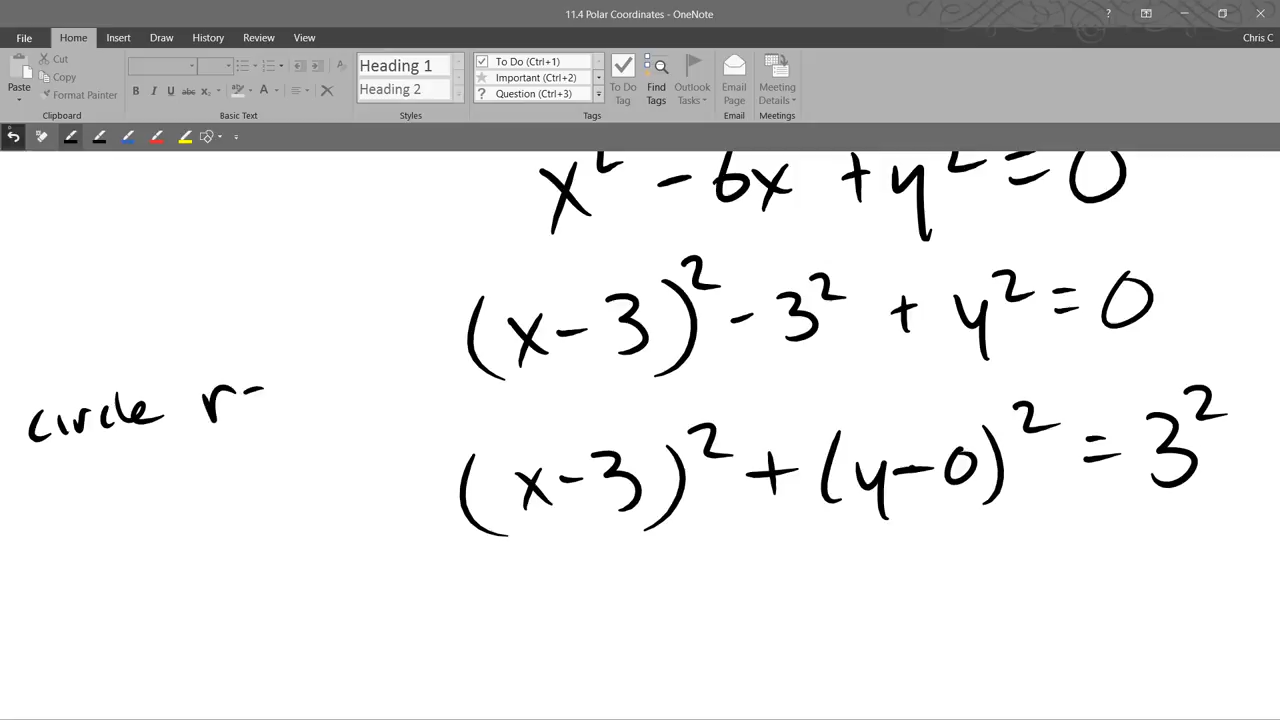 11.4 Polar Coordinates - OneNote
File Home Insert Draw History Review View Chris C
Paste Cut Copy Format Painter Clipboard
B I U abc x₂ A Basic Text
Heading 1
Heading 2
Styles
To Do (Ctrl+1)
Important (Ctrl+2)
Question (Ctrl+3)
To Do Tag Find Tags Outlook Tasks
Tags
Email Page
Email
Meeting Details
Meetings
x² - 6x + y² = 0
(x - 3)² - 3² + y² = 0
circle r-
(x - 3)² + (y - 0)² = 3²